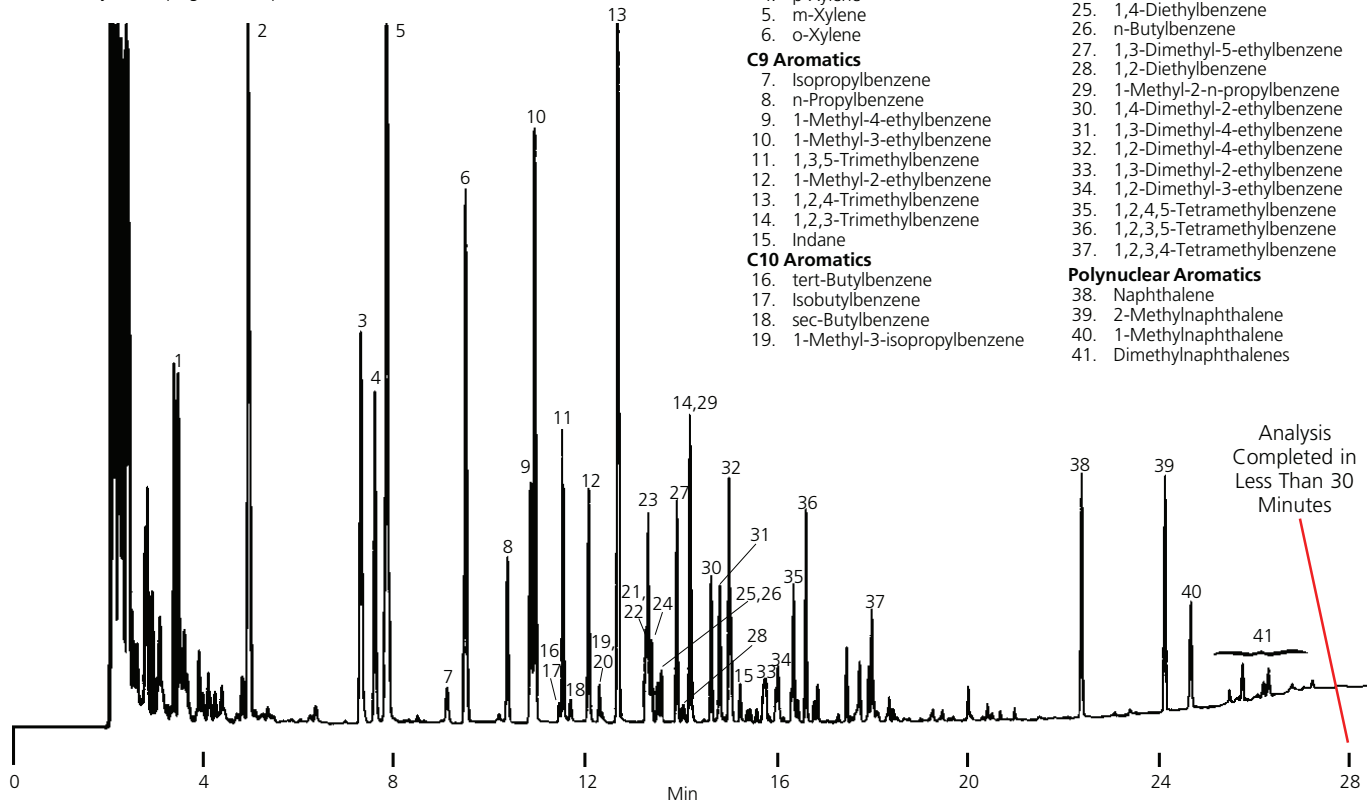 5. m-Xylene
6. o-Xylene
C9 Aromatics
7. Isopropylbenzene
8. n-Propylbenzene
9. 1-Methyl-4-ethylbenzene
10. 1-Methyl-3-ethylbenzene
11. 1,3,5-Trimethylbenzene
12. 1-Methyl-2-ethylbenzene
13. 1,2,4-Trimethylbenzene
14. 1,2,3-Trimethylbenzene
15. Indane
C10 Aromatics
16. tert-Butylbenzene
17. Isobutylbenzene
18. sec-Butylbenzene
19. 1-Methyl-3-isopropylbenzene
25. 1,4-Diethylbenzene
26. n-Butylbenzene
27. 1,3-Dimethyl-5-ethylbenzene
28. 1,2-Diethylbenzene
29. 1-Methyl-2-n-propylbenzene
30. 1,4-Dimethyl-2-ethylbenzene
31. 1,3-Dimethyl-4-ethylbenzene
32. 1,2-Dimethyl-4-ethylbenzene
33. 1,3-Dimethyl-2-ethylbenzene
34. 1,2-Dimethyl-3-ethylbenzene
35. 1,2,4,5-Tetramethylbenzene
36. 1,2,3,5-Tetramethylbenzene
37. 1,2,3,4-Tetramethylbenzene
Polynuclear Aromatics
38. Naphthalene
39. 2-Methylnaphthalene
40. 1-Methylnaphthalene
41. Dimethylnaphthalenes
1
2
3
4
5
6
7
8
9
10
11
12
13
16
17
18
19,
20
21,
22
23
24
25,26
27
28
14,29
30
31
32
15
33
34
35
36
37
38
39
40
41
Analysis
Completed in
Less Than 30
Minutes
0
4
8
12
16
20
24
28
Min